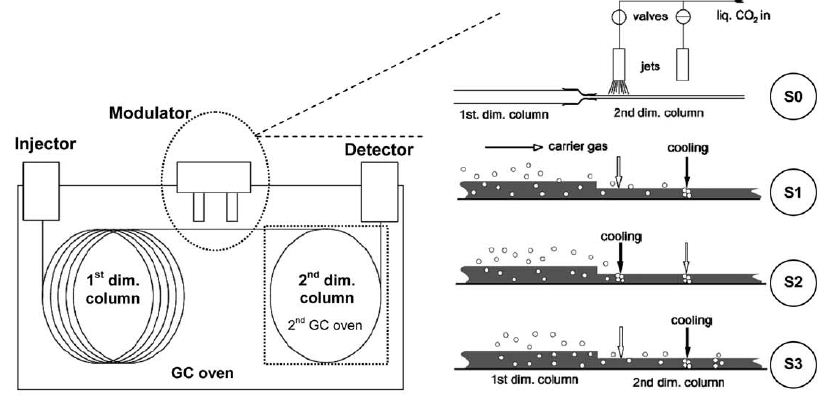 Modulator
Injector
Detector
1st dim.
column
2nd dim.
column
2nd GC oven
GC oven
valves
liq. CO2 in
jets
1st. dim. column
2nd dim. column
S0
carrier gas
cooling
S1
cooling
S2
cooling
1st dim. column
2nd dim. column
S3